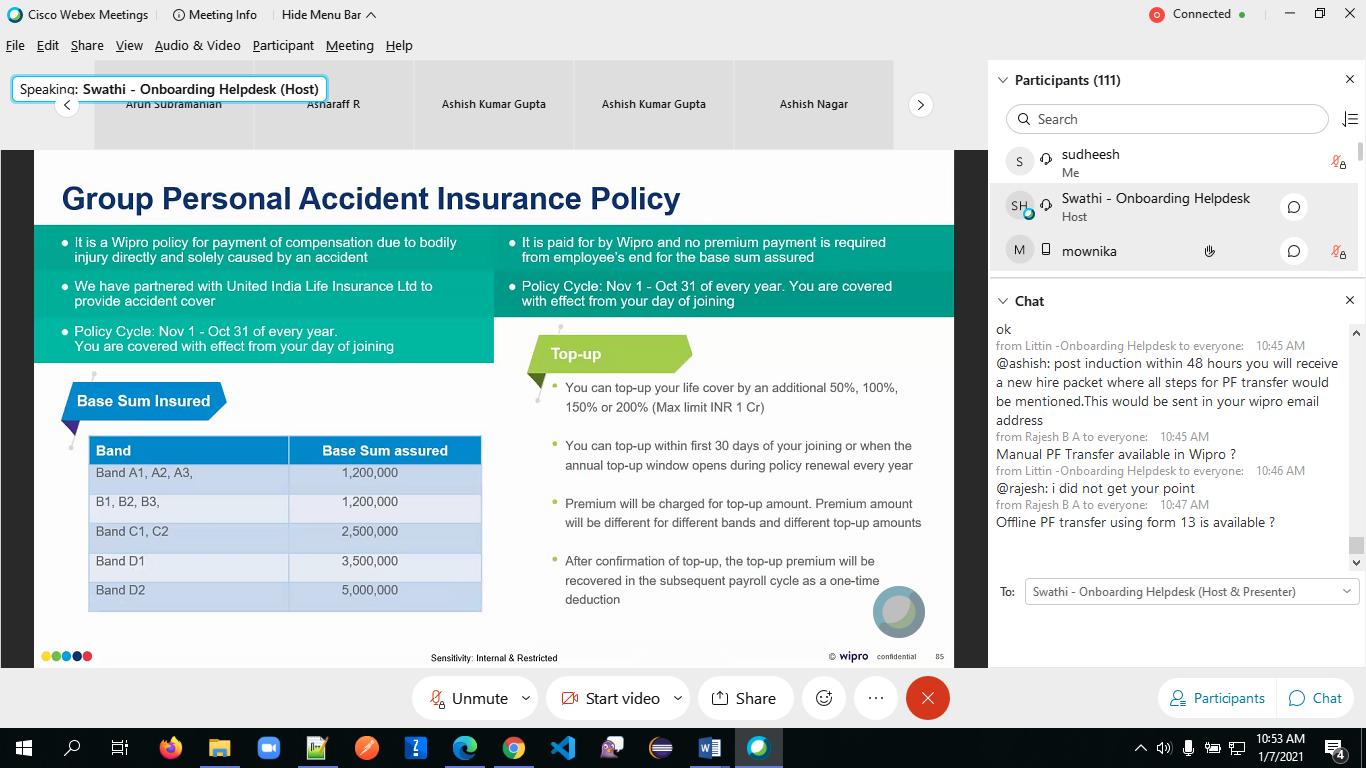 Cisco Webex Meetings
Meeting Info
Hide Menu Bar
Connected
File Edit Share View Audio & Video Participant Meeting Help
Speaking: Swathi - Onboarding Helpdesk (Host)
Arun Subramanian
Asharaff R
Ashish Kumar Gupta
Ashish Kumar Gupta
Ashish Nagar
Group Personal Accident Insurance Policy
It is a Wipro policy for payment of compensation due to bodily
injury directly and solely caused by an accident
We have partnered with United India Life Insurance Ltd to
provide accident cover
Policy Cycle: Nov 1 - Oct 31 of every year.
You are covered with effect from your day of joining
It is paid for by Wipro and no premium payment is required
from employee's end for the base sum assured
Policy Cycle: Nov 1 - Oct 31 of every year. You are covered
with effect from your day of joining
Base Sum Insured
Band Base Sum assured
Band A1, A2, A3, 1,200,000
B1, B2, B3, 1,200,000
Band C1, C2 2,500,000
Band D1 3,500,000
Band D2 5,000,000
Top-up
You can top-up your life cover by an additional 50%, 100%,
150% or 200% (Max limit INR 1 Cr)
You can top-up within first 30 days of your joining or when the
annual top-up window opens during policy renewal every year
Premium will be charged for top-up amount. Premium amount
will be different for different bands and different top-up amounts
After confirmation of top-up, the top-up premium will be
recovered in the subsequent payroll cycle as a one-time
deduction
Sensitivity: Internal & Restricted
© wipro confidential 85
Participants (111)
Search
S
sudheesh
Me
SH
Swathi - Onboarding Helpdesk
Host
M
mownika
Chat
ok
from Littin -Onboarding Helpdesk to everyone: 10:45 AM
@ashish: post induction within 48 hours you will receive
a new hire packet where all steps for PF transfer would
be mentioned.This would be sent in your wipro email
address
from Rajesh B A to everyone: 10:45 AM
Manual PF Transfer available in Wipro ?
from Littin -Onboarding Helpdesk to everyone: 10:46 AM
@rajesh: i did not get your point
from Rajesh B A to everyone: 10:47 AM
Offline PF transfer using form 13 is available ?
To: Swathi - Onboarding Helpdesk (Host & Presenter)
Unmute
Start video
Share
Participants
Chat
10:53 AM
1/7/2021
4